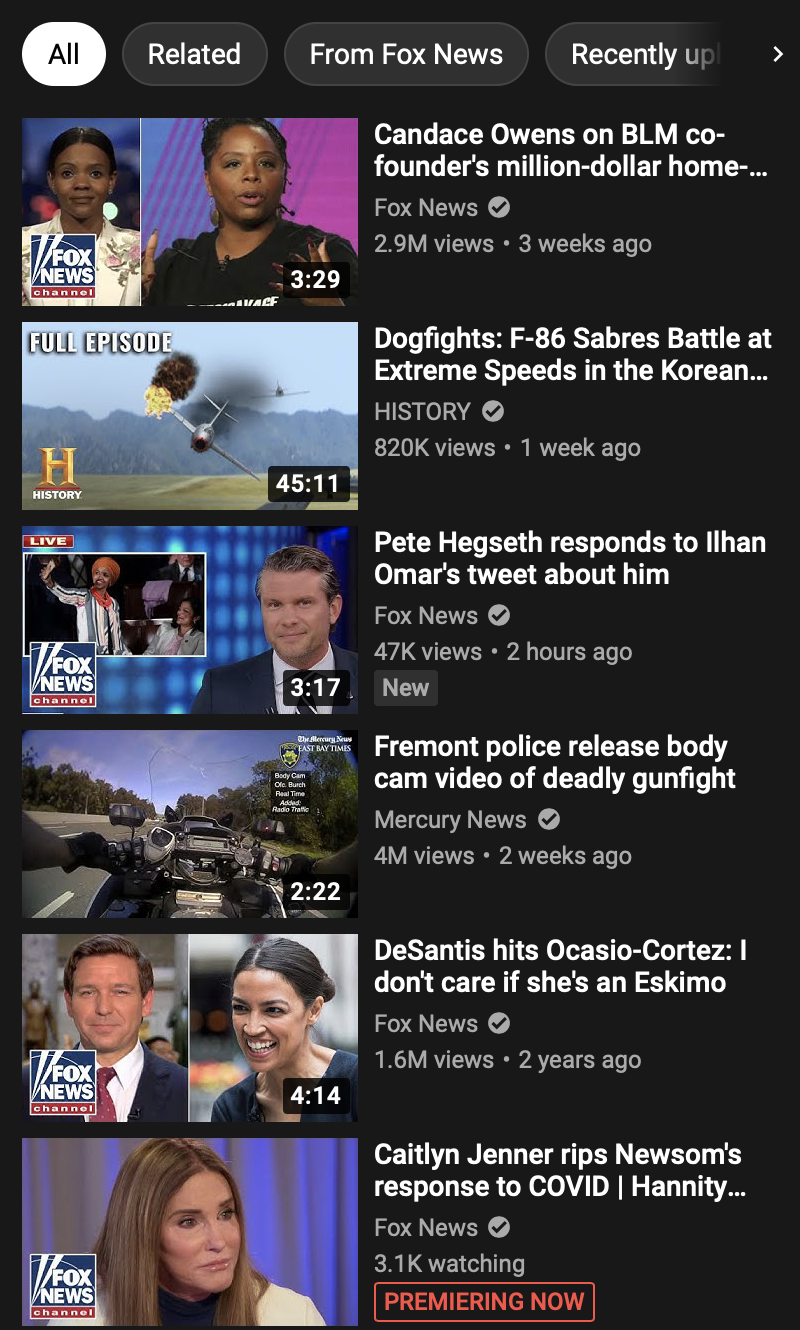 All
Related
From Fox News
Recently upl
Candace Owens on BLM co-
founder's million-dollar home-...
Fox News
2.9M views • 3 weeks ago
FOX
NEWS
channel
3:29
Dogfights: F-86 Sabres Battle at
Extreme Speeds in the Korean...
HISTORY
820K views • 1 week ago
FULL EPISODE
H
HISTORY
45:11
Pete Hegseth responds to Ilhan
Omar's tweet about him
Fox News
47K views • 2 hours ago
New
LIVE
FOX
NEWS
channel
3:17
Fremont police release body
cam video of deadly gunfight
Mercury News
4M views • 2 weeks ago
The Mercury News
EAST BAY TIMES
Body Cam
Ofc. Burch
Real Time
Added:
Radio Traffic
2:22
DeSantis hits Ocasio-Cortez: I
don't care if she's an Eskimo
Fox News
1.6M views • 2 years ago
FOX
NEWS
channel
4:14
Caitlyn Jenner rips Newsom's
response to COVID | Hannity...
Fox News
3.1K watching
PREMIERING NOW
FOX
NEWS
channel